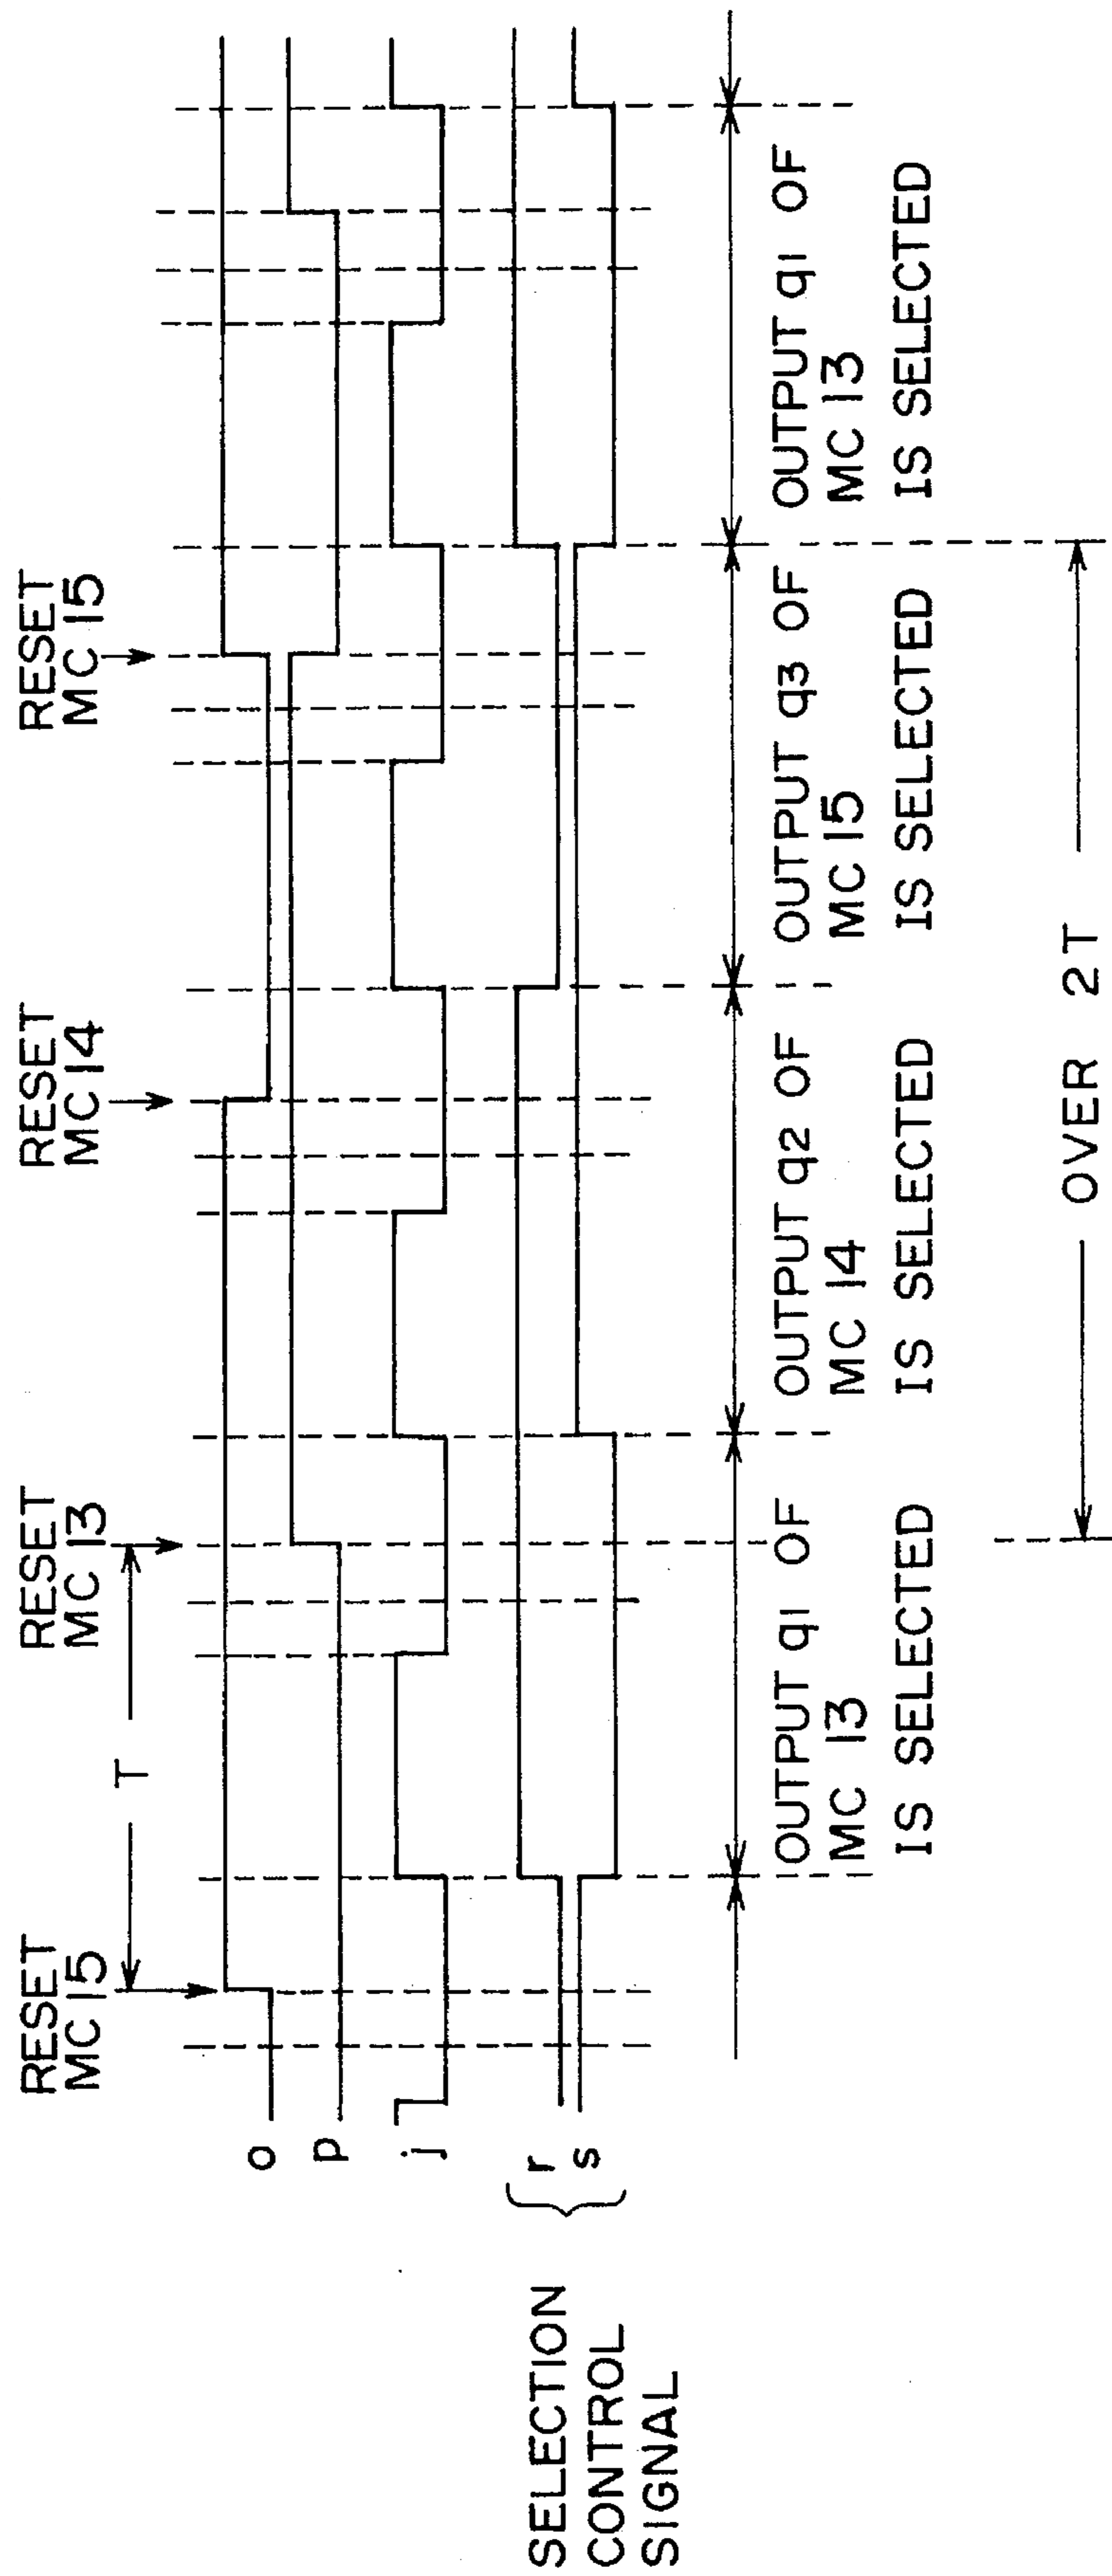 RESET
MC 15
RESET
MC 13
RESET
MC 14
RESET
MC 15
T
o
p
j
r
s
SELECTION
CONTROL
SIGNAL
OUTPUT q1 OF
MC 13
IS SELECTED
OUTPUT q2 OF
MC 14
IS SELECTED
OUTPUT q3 OF
MC 15
IS SELECTED
OUTPUT q1 OF
MC 13
IS SELECTED
OVER 2T